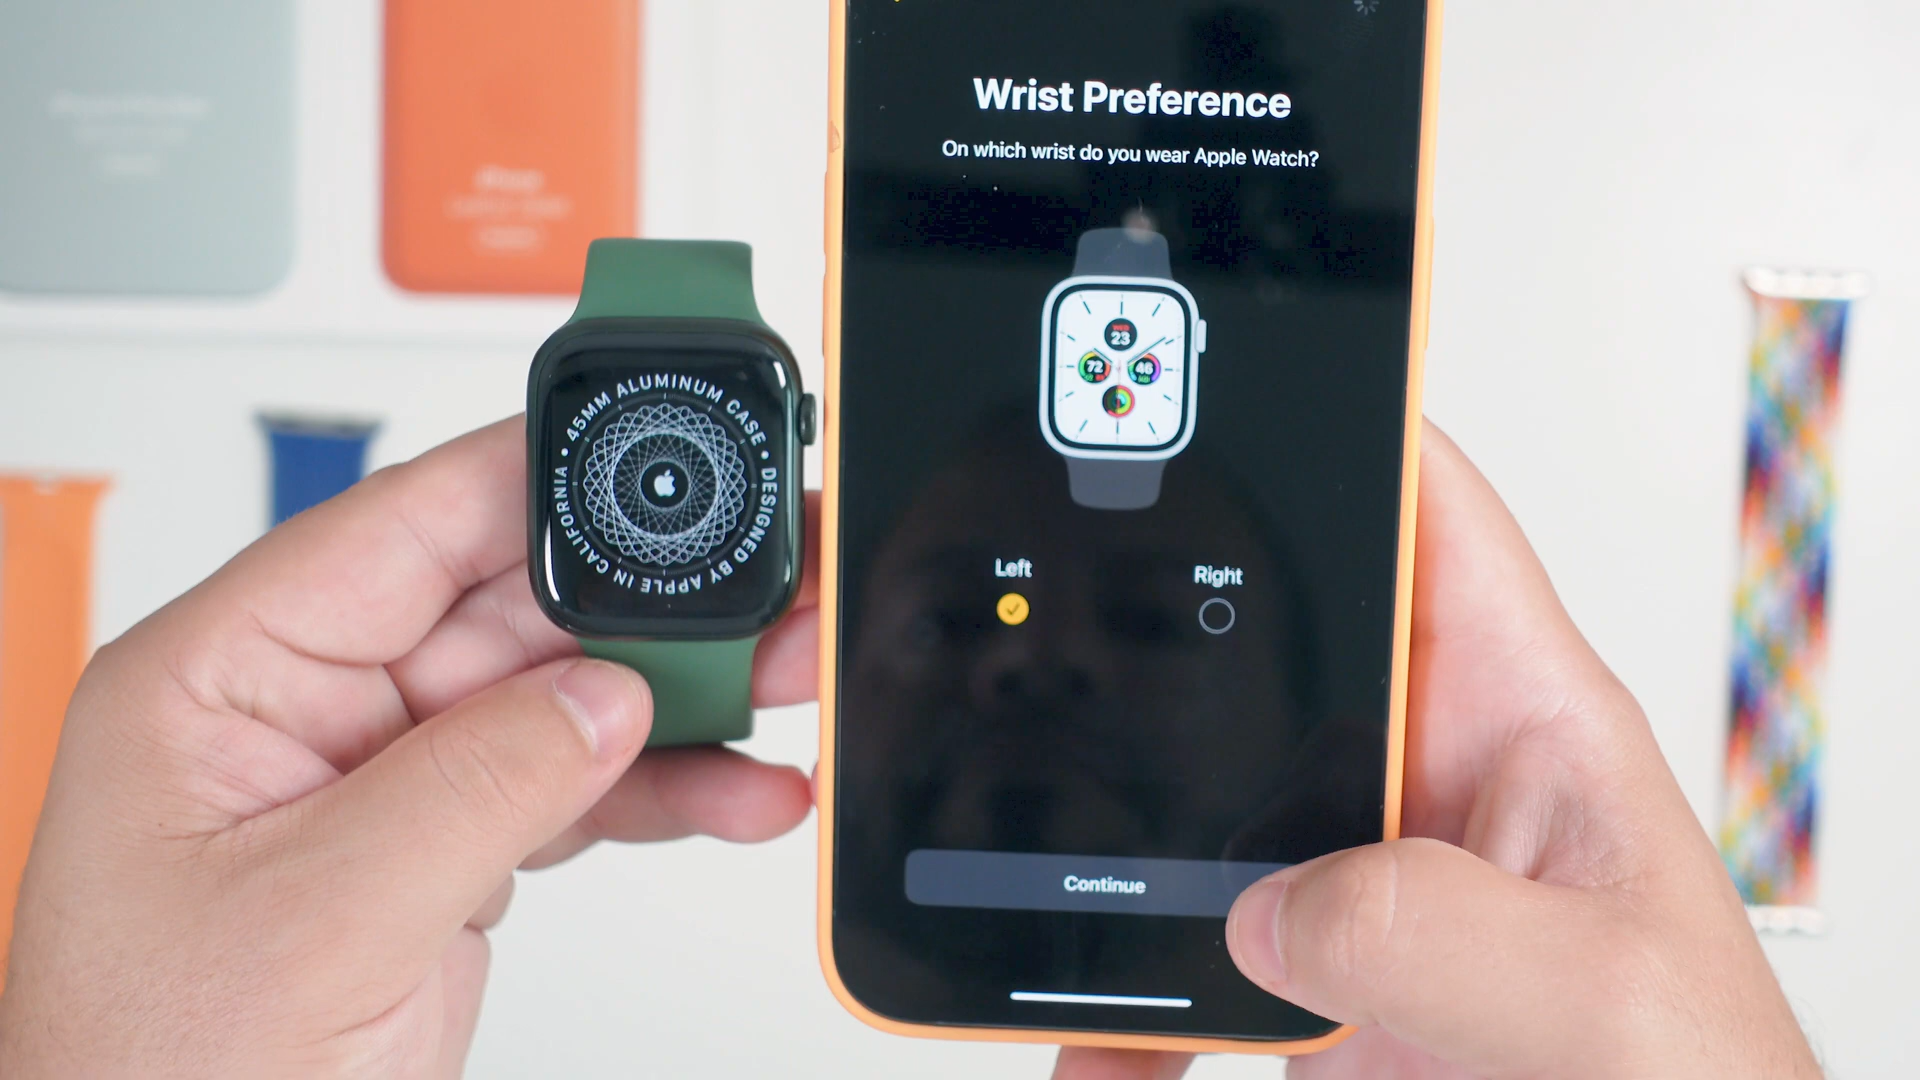 Wrist Preference
On which wrist do you wear Apple Watch?
23
72
46
Left
Right
Continue
45MM ALUMINUM CASE • DESIGNED BY APPLE IN CALIFORNIA •
iPhone